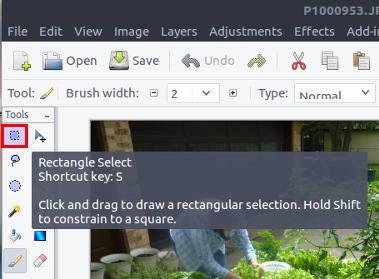 P1000953.JP
File Edit View Image Layers Adjustments Effects Add-in
Open Save Undo
Tool: Brush width: 2 Type: Normal
Tools
Rectangle Select
Shortcut key: S
Click and drag to draw a rectangular selection. Hold Shift
to constrain to a square.